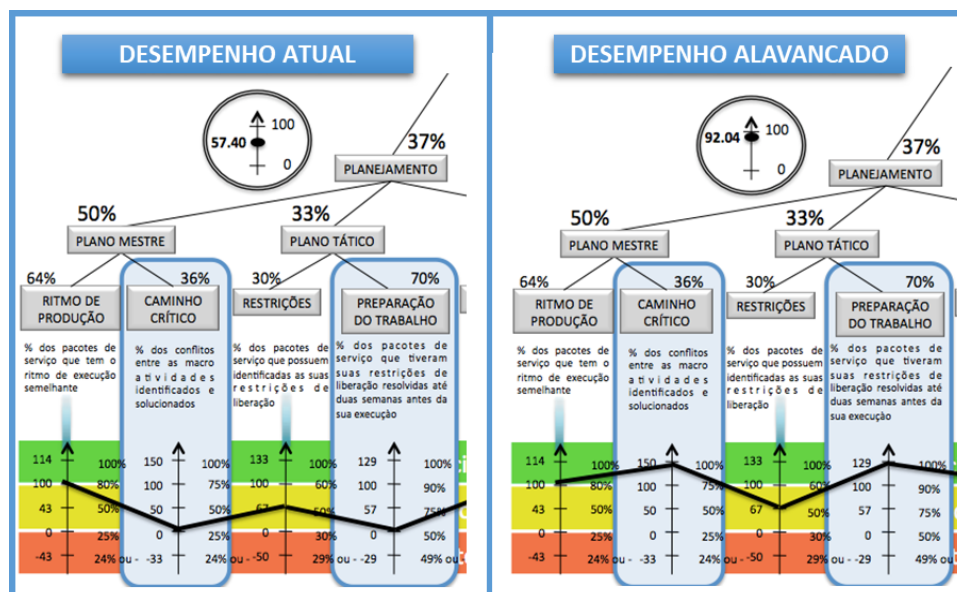 DESEMPENHO ATUAL
100
57.40
0
37%
PLANEJAMENTO
50%
33%
PLANO MESTRE
PLANO TÁTICO
64%
36%
30%
70%
RITMO DE
PRODUÇÃO
CAMINHO
CRÍTICO
RESTRIÇÕES
PREPARAÇÃO
DO TRABALHO
% dos pacotes de
serviço que tem o
ritmo de execução
semelhante
% dos conflitos
entre as macro
atividades
identificados e
solucionados
% dos pacotes de
serviço que possuem
identificadas as suas
restrições de
liberação
% dos pacotes de
serviço que tiveram
suas restrições de
liberação resolvidas até
duas semanas antes da
sua execução
114 100% 150 100% 133 100% 129 100%
100 80% 100 75% 100 60% 100 90%
43 50% 50 50% 67 50% 57 75%
0 25% 0 25% 0 30% 0 50%
-43 24% ou - -33 24% ou - -50 29% ou - -29 49% ou
DESEMPENHO ALAVANCADO
100
92.04
0
37%
PLANEJAMENTO
50%
33%
PLANO MESTRE
PLANO TÁTICO
64%
36%
30%
70%
RITMO DE
PRODUÇÃO
CAMINHO
CRÍTICO
RESTRIÇÕES
PREPARAÇÃO
DO TRABALHO
% dos pacotes de
serviço que tem o
ritmo de execução
semelhante
% dos conflitos
entre as macro
atividades
identificados e
solucionados
% dos pacotes de
serviço que possuem
identificadas as suas
restrições de
liberação
% dos pacotes de
serviço que tiveram
suas restrições de
liberação resolvidas até
duas semanas antes da
sua execução
114 100% 150 100% 133 100% 129 100%
100 80% 100 75% 100 60% 100 90%
43 50% 50 50% 67 50% 57 75%
0 25% 0 25% 0 30% 0 50%
-43 24% ou - -33 24% ou - -50 29% ou - -29 49% ou